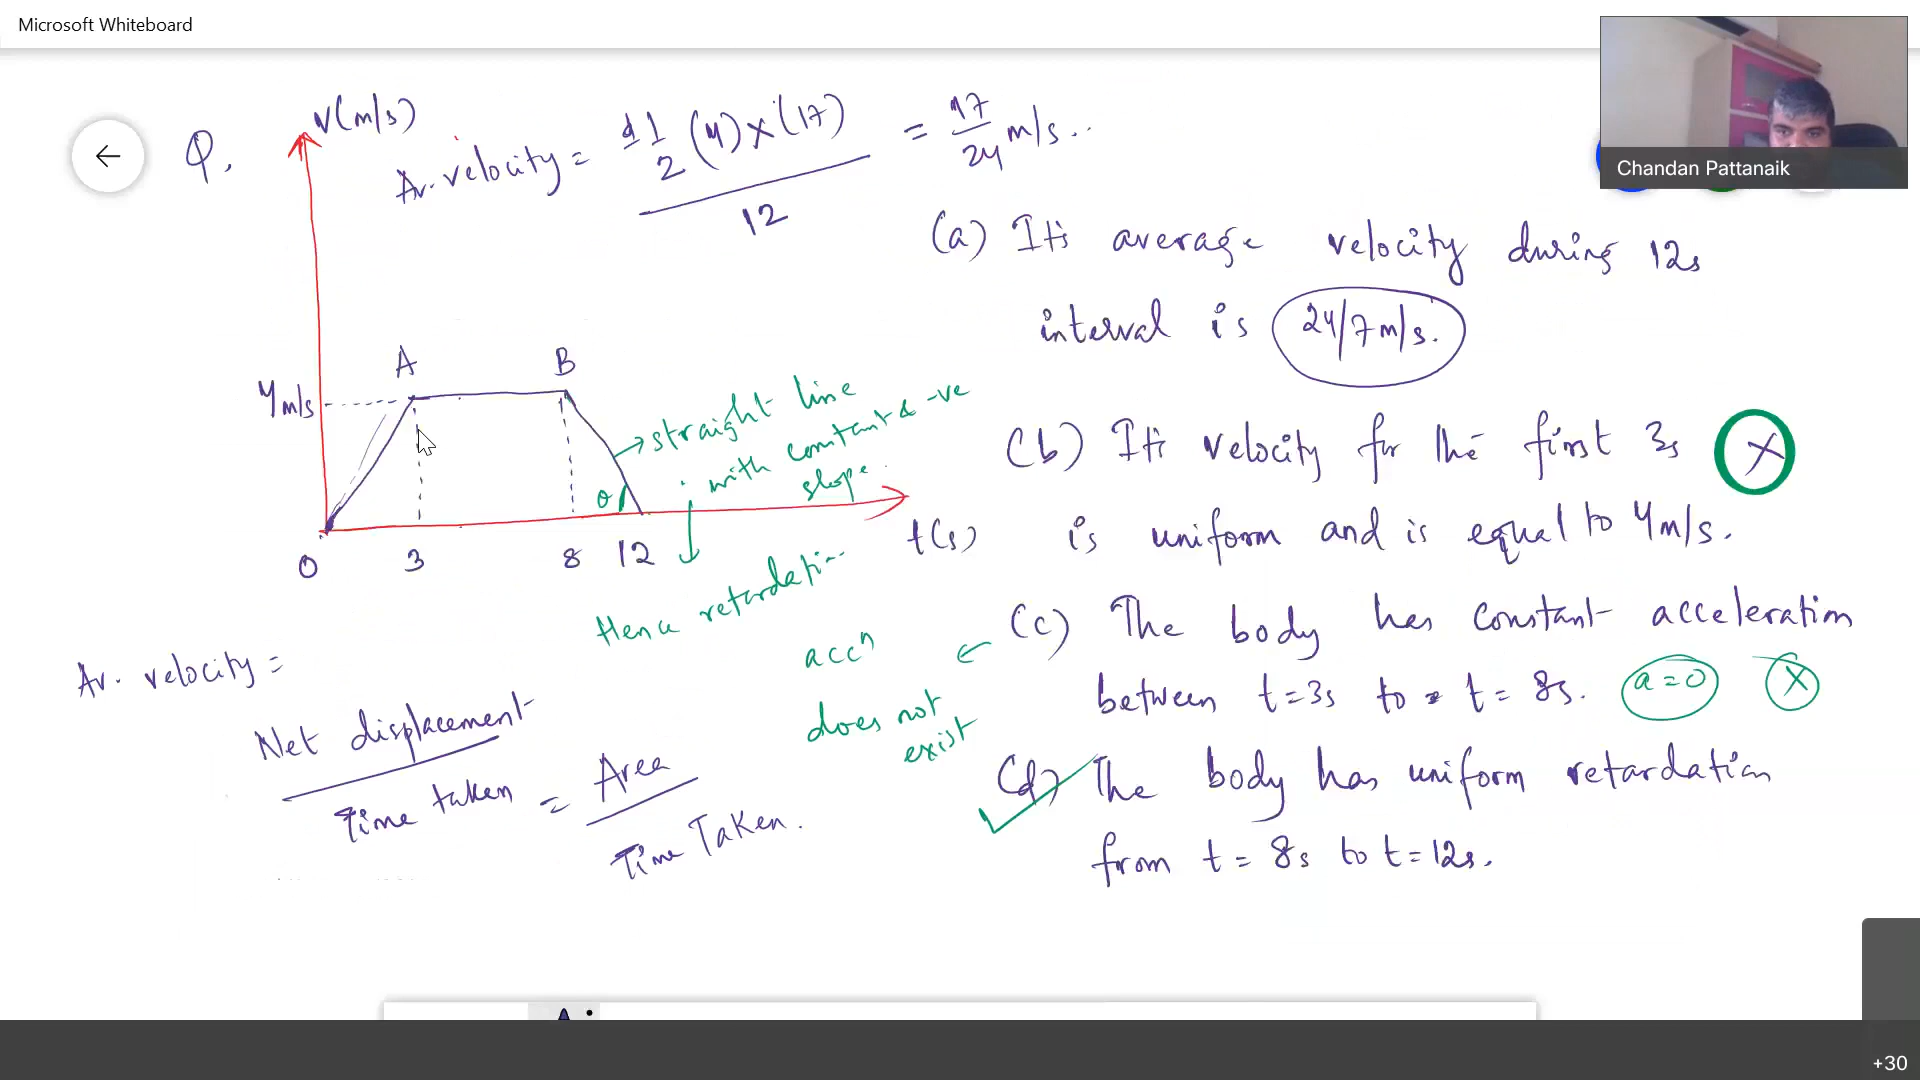 Microsoft Whiteboard
Chandan Pattanaik
Q.
V(m/s)
Av. velocity = 1/2 (4) x (17) / 12 = 17/24 m/s..
(a) Its average velocity during 12s
interval is 24/7 m/s.
A B
4m/s
straight line
with constant & -ve
slope.
θ
(b) Its velocity for the first 3s X
is uniform and is equal to 4m/s.
t(s)
0 3 8 12
Hence retardation
(c) The body has constant acceleration
between t=3s to t=8s. a=0 X
accn
does not
exist
Av. velocity =
Net displacement
Time taken
= Area
Time Taken.
(d) The body has uniform retardation
from t = 8s to t=12s.
+30